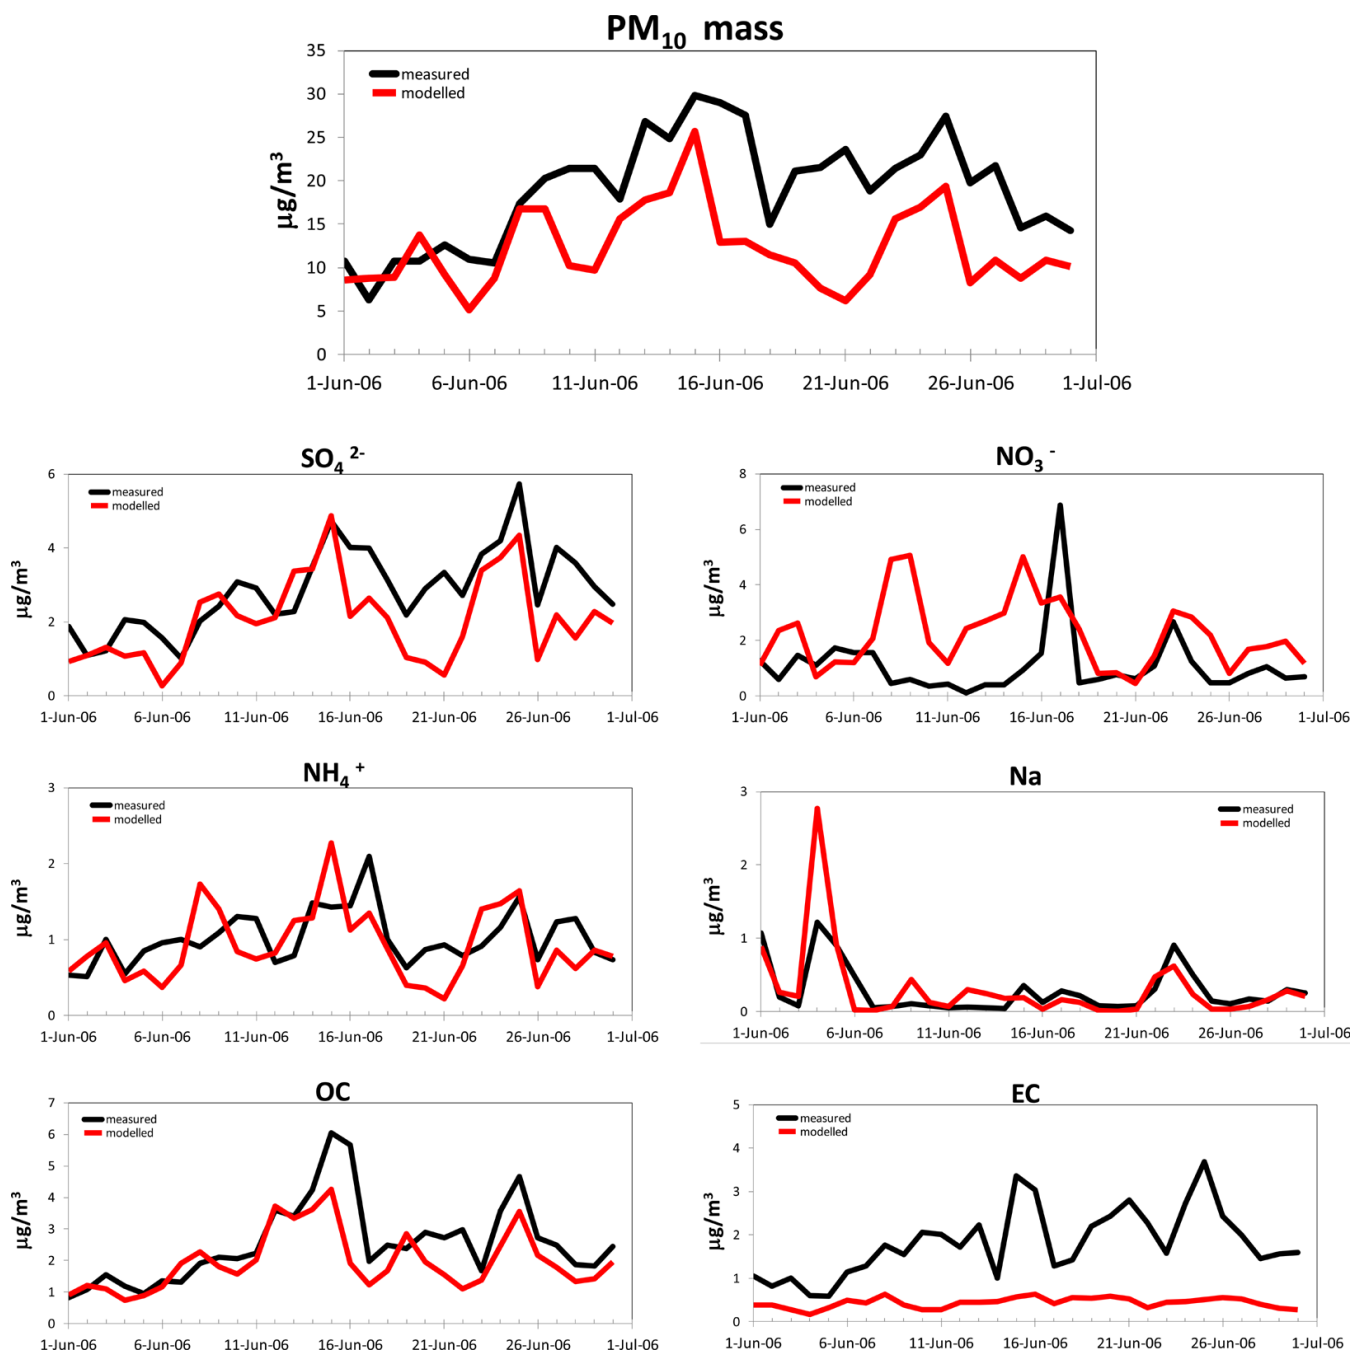 PM10 mass
35
30
25
20
15
10
5
0
µg/m³
measured
modelled
1-Jun-06 6-Jun-06 11-Jun-06 16-Jun-06 21-Jun-06 26-Jun-06 1-Jul-06
SO4 2-
6
4
2
0
µg/m³
measured
modelled
1-Jun-06 6-Jun-06 11-Jun-06 16-Jun-06 21-Jun-06 26-Jun-06 1-Jul-06
NO3 -
8
6
4
2
0
µg/m³
measured
modelled
1-Jun-06 6-Jun-06 11-Jun-06 16-Jun-06 21-Jun-06 26-Jun-06 1-Jul-06
NH4 +
3
2
1
0
µg/m³
measured
modelled
1-Jun-06 6-Jun-06 11-Jun-06 16-Jun-06 21-Jun-06 26-Jun-06 1-Jul-06
Na
3
2
1
0
µg/m³
measured
modelled
1-Jun-06 6-Jun-06 11-Jun-06 16-Jun-06 21-Jun-06 26-Jun-06 1-Jul-06
OC
7
6
5
4
3
2
1
0
µg/m³
measured
modelled
1-Jun-06 6-Jun-06 11-Jun-06 16-Jun-06 21-Jun-06 26-Jun-06 1-Jul-06
EC
5
4
3
2
1
0
µg/m³
measured
modelled
1-Jun-06 6-Jun-06 11-Jun-06 16-Jun-06 21-Jun-06 26-Jun-06 1-Jul-06